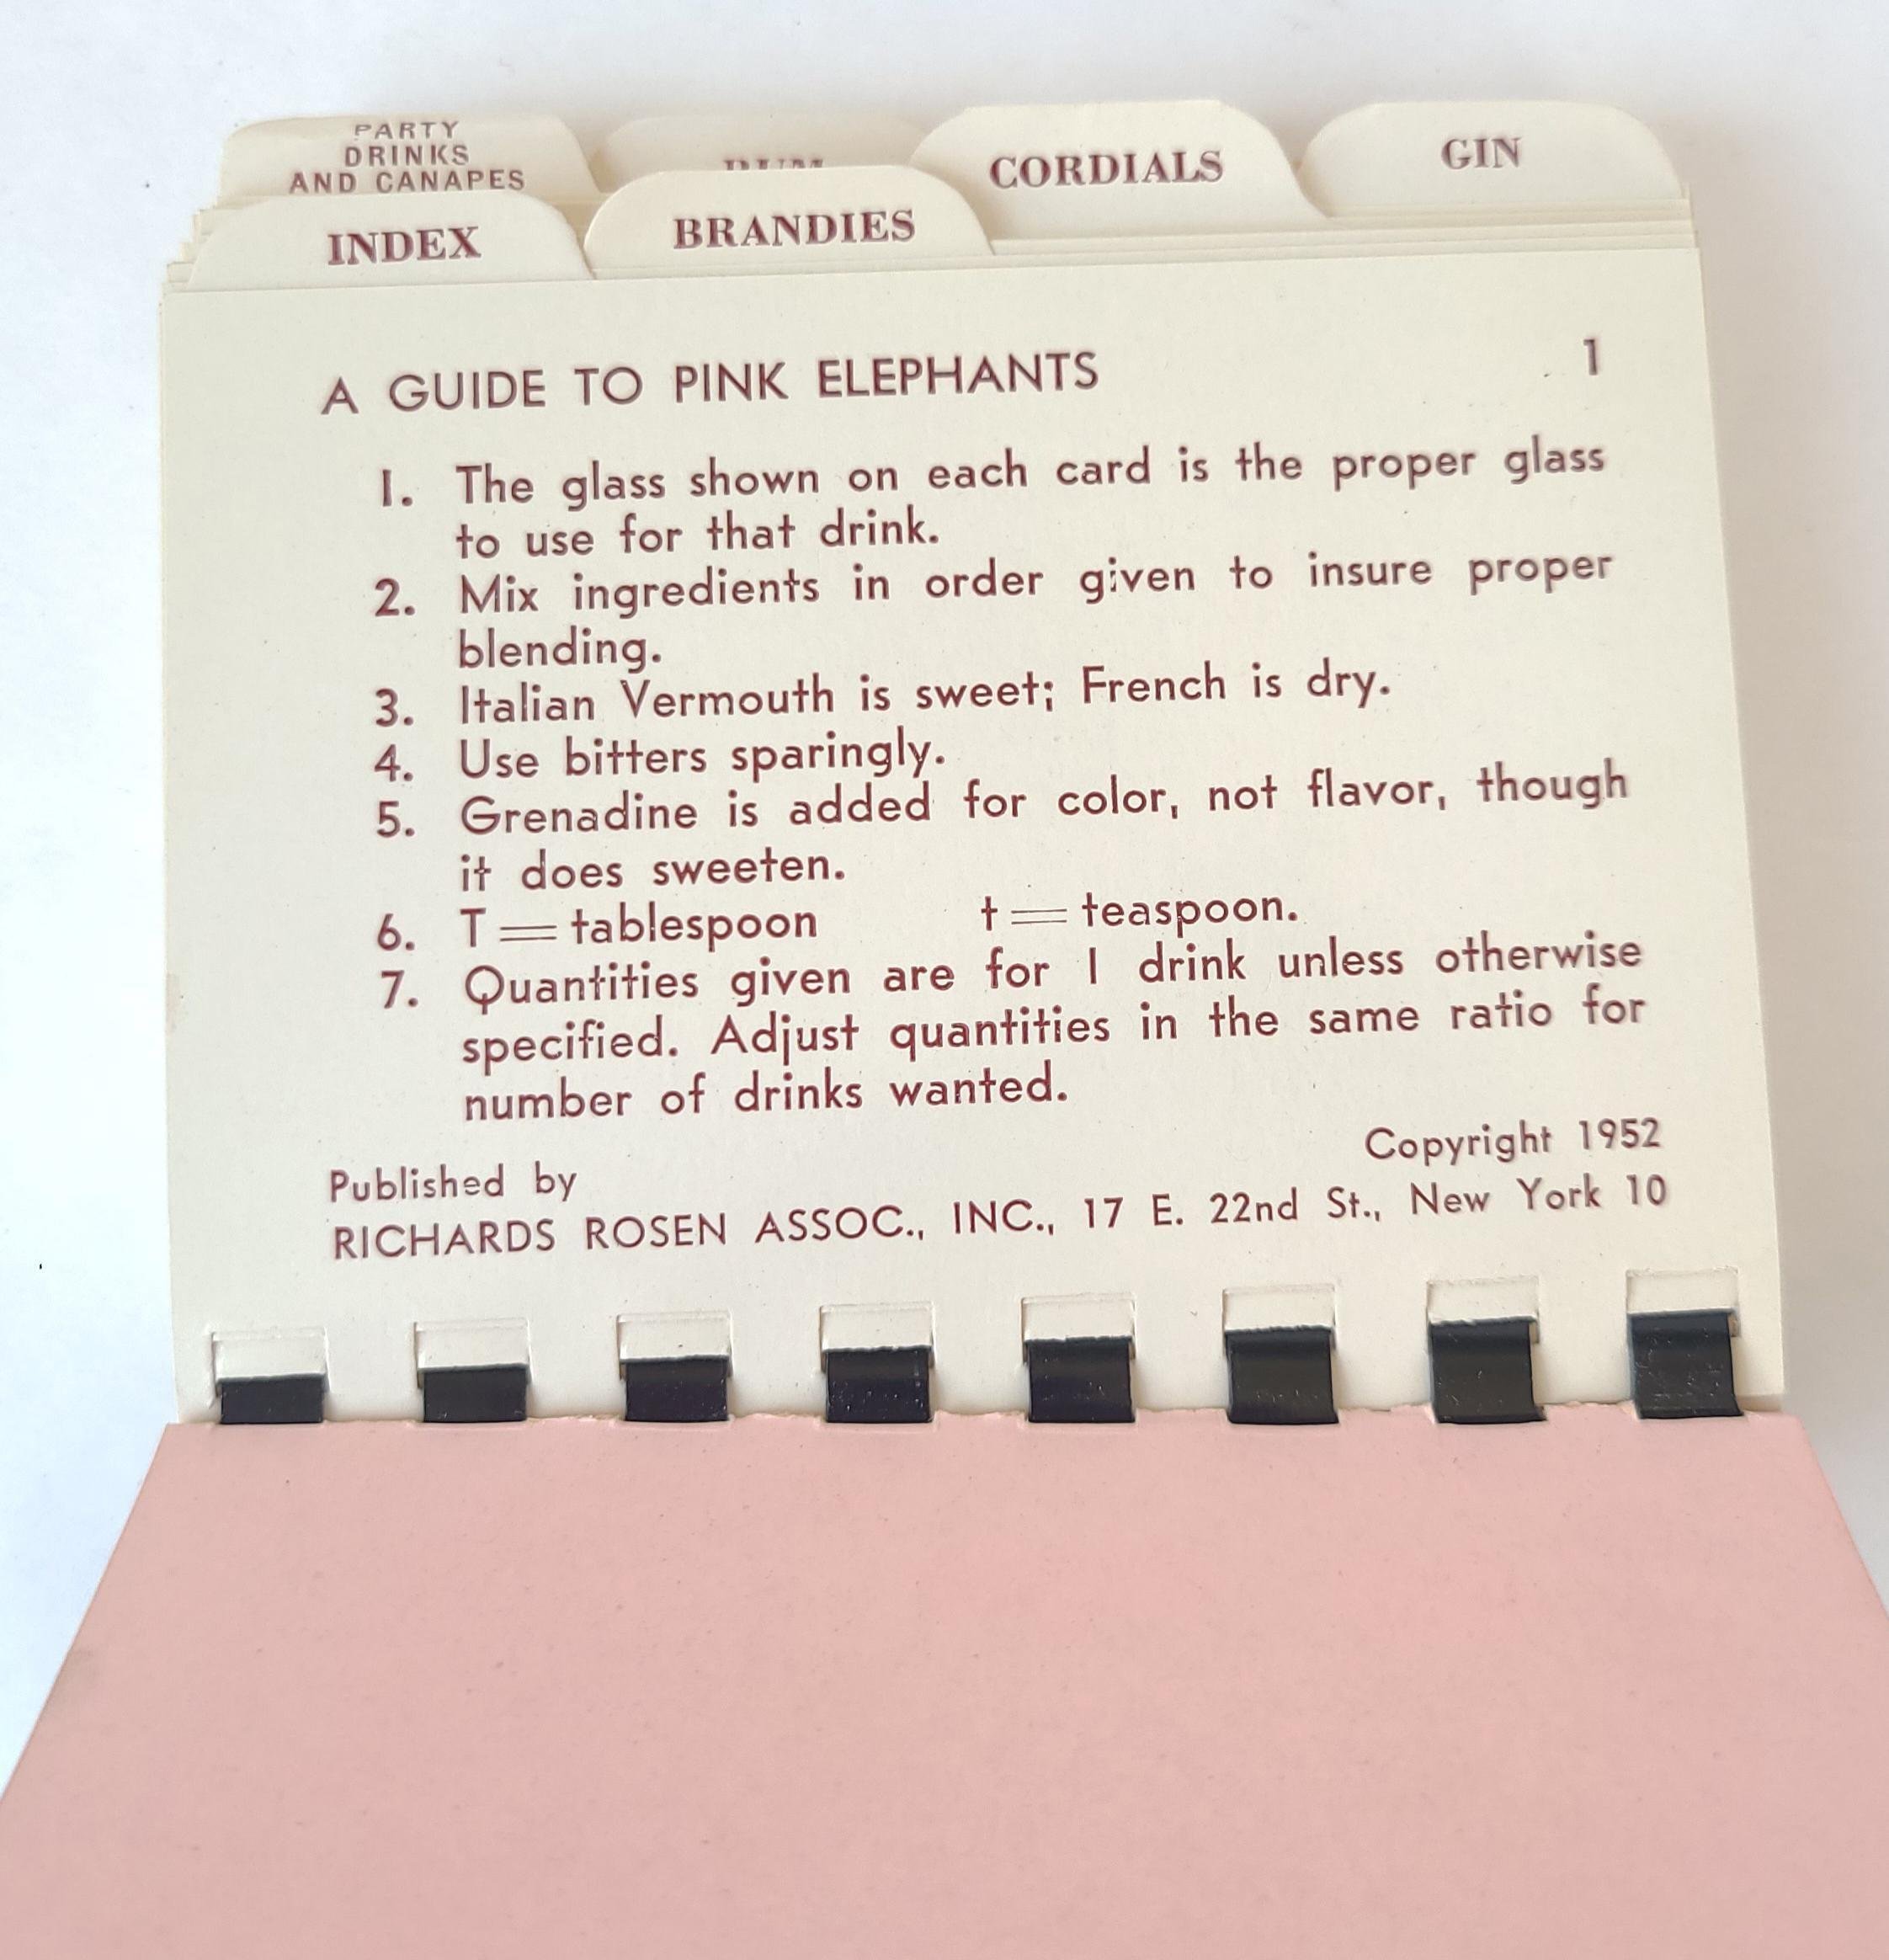 PARTY
DRINKS
AND CANAPES
CORDIALS
GIN
INDEX
BRANDIES
A GUIDE TO PINK ELEPHANTS 1
1. The glass shown on each card is the proper glass
to use for that drink.
2. Mix ingredients in order given to insure proper
blending.
3. Italian Vermouth is sweet; French is dry.
4. Use bitters sparingly.
5. Grenadine is added for color, not flavor, though
it does sweeten.
6. T = tablespoon t = teaspoon.
7. Quantities given are for 1 drink unless otherwise
specified. Adjust quantities in the same ratio for
number of drinks wanted.
Copyright 1952
Published by
RICHARDS ROSEN ASSOC., INC., 17 E. 22nd St., New York 10